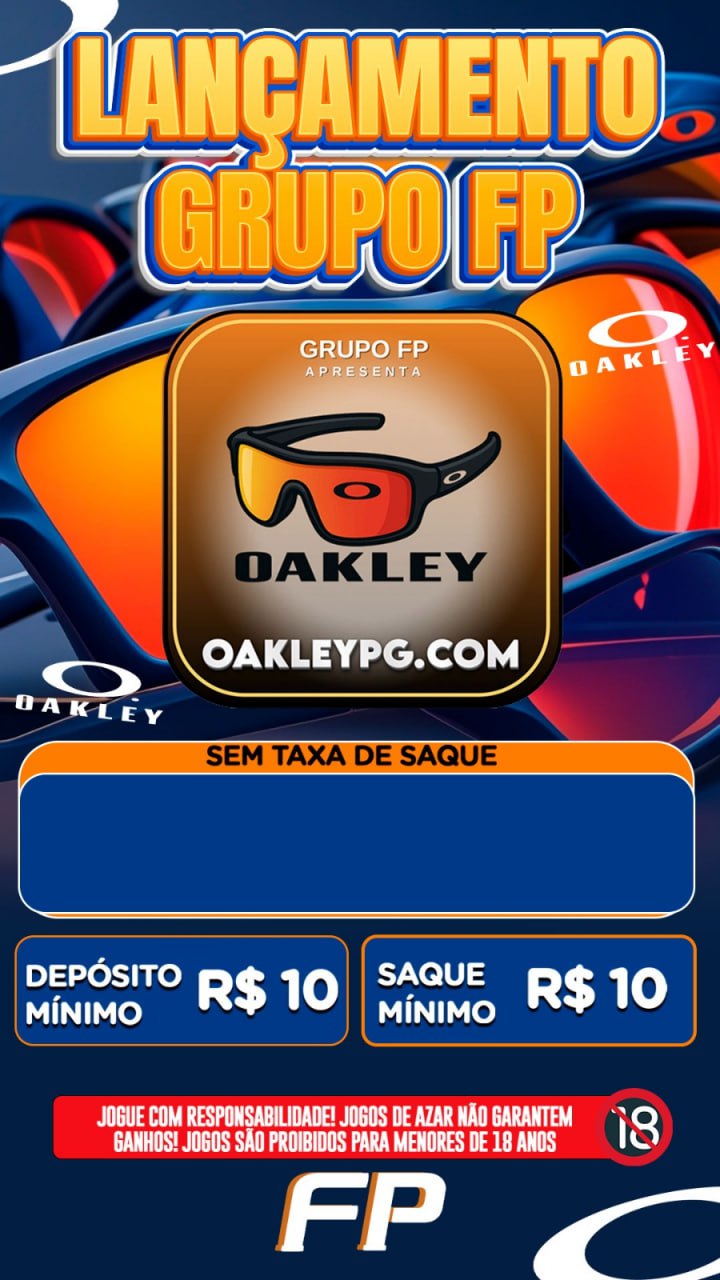 LANÇAMENTO
GRUPO FP
GRUPO FP
APRESENTA
OAKLEY
OAKLEY
OAKLEYPG.COM
OAKLEY
SEM TAXA DE SAQUE
DEPÓSITO
MÍNIMO
R$ 10
SAQUE
MÍNIMO
R$ 10
JOGUE COM RESPONSABILIDADE! JOGOS DE AZAR NÃO GARANTEM
GANHOS! JOGOS SÃO PROIBIDOS PARA MENORES DE 18 ANOS
18
FP